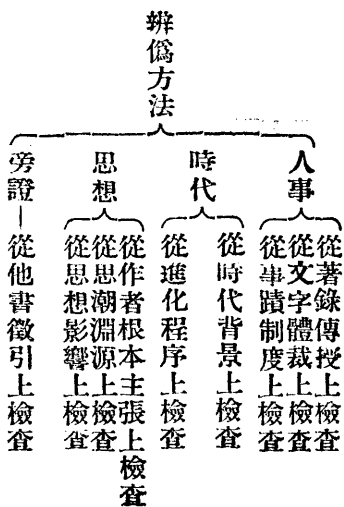 辨僞方法
人事
從著錄傳授上檢查
從文字體裁上檢查
從事蹟制度上檢查
時代
從時代背景上檢查
從進化程序上檢查
思想
從作者根本主張上檢查
從思潮淵源上檢查
從思想影響上檢查
旁證
從他書徵引上檢查